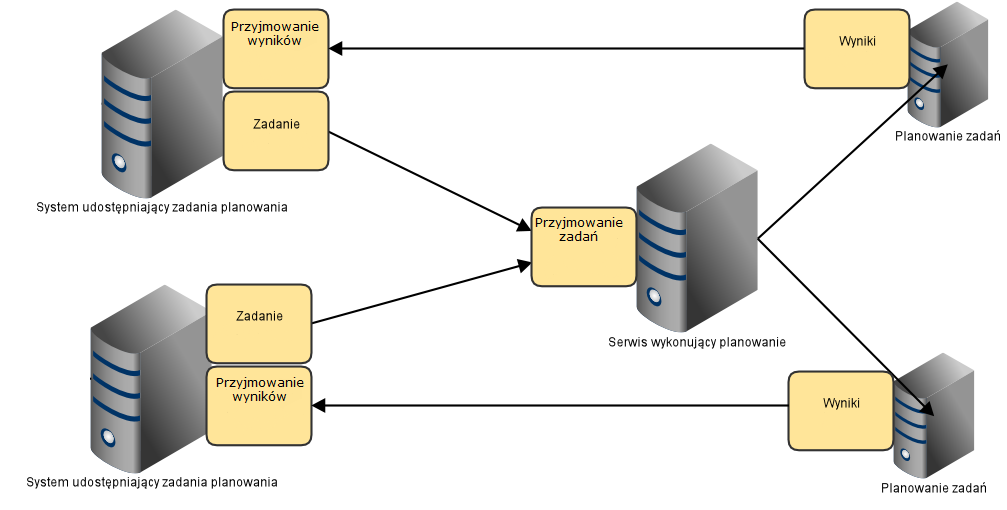 Przyjmowanie
wyników
Wyniki
Zadanie
Planowanie zadań
System udostępniający zadania planowania
Przyjmowanie
zadań
Serwis wykonujący planowanie
Zadanie
Przyjmowanie
wyników
Wyniki
System udostępniający zadania planowania
Planowanie zadań